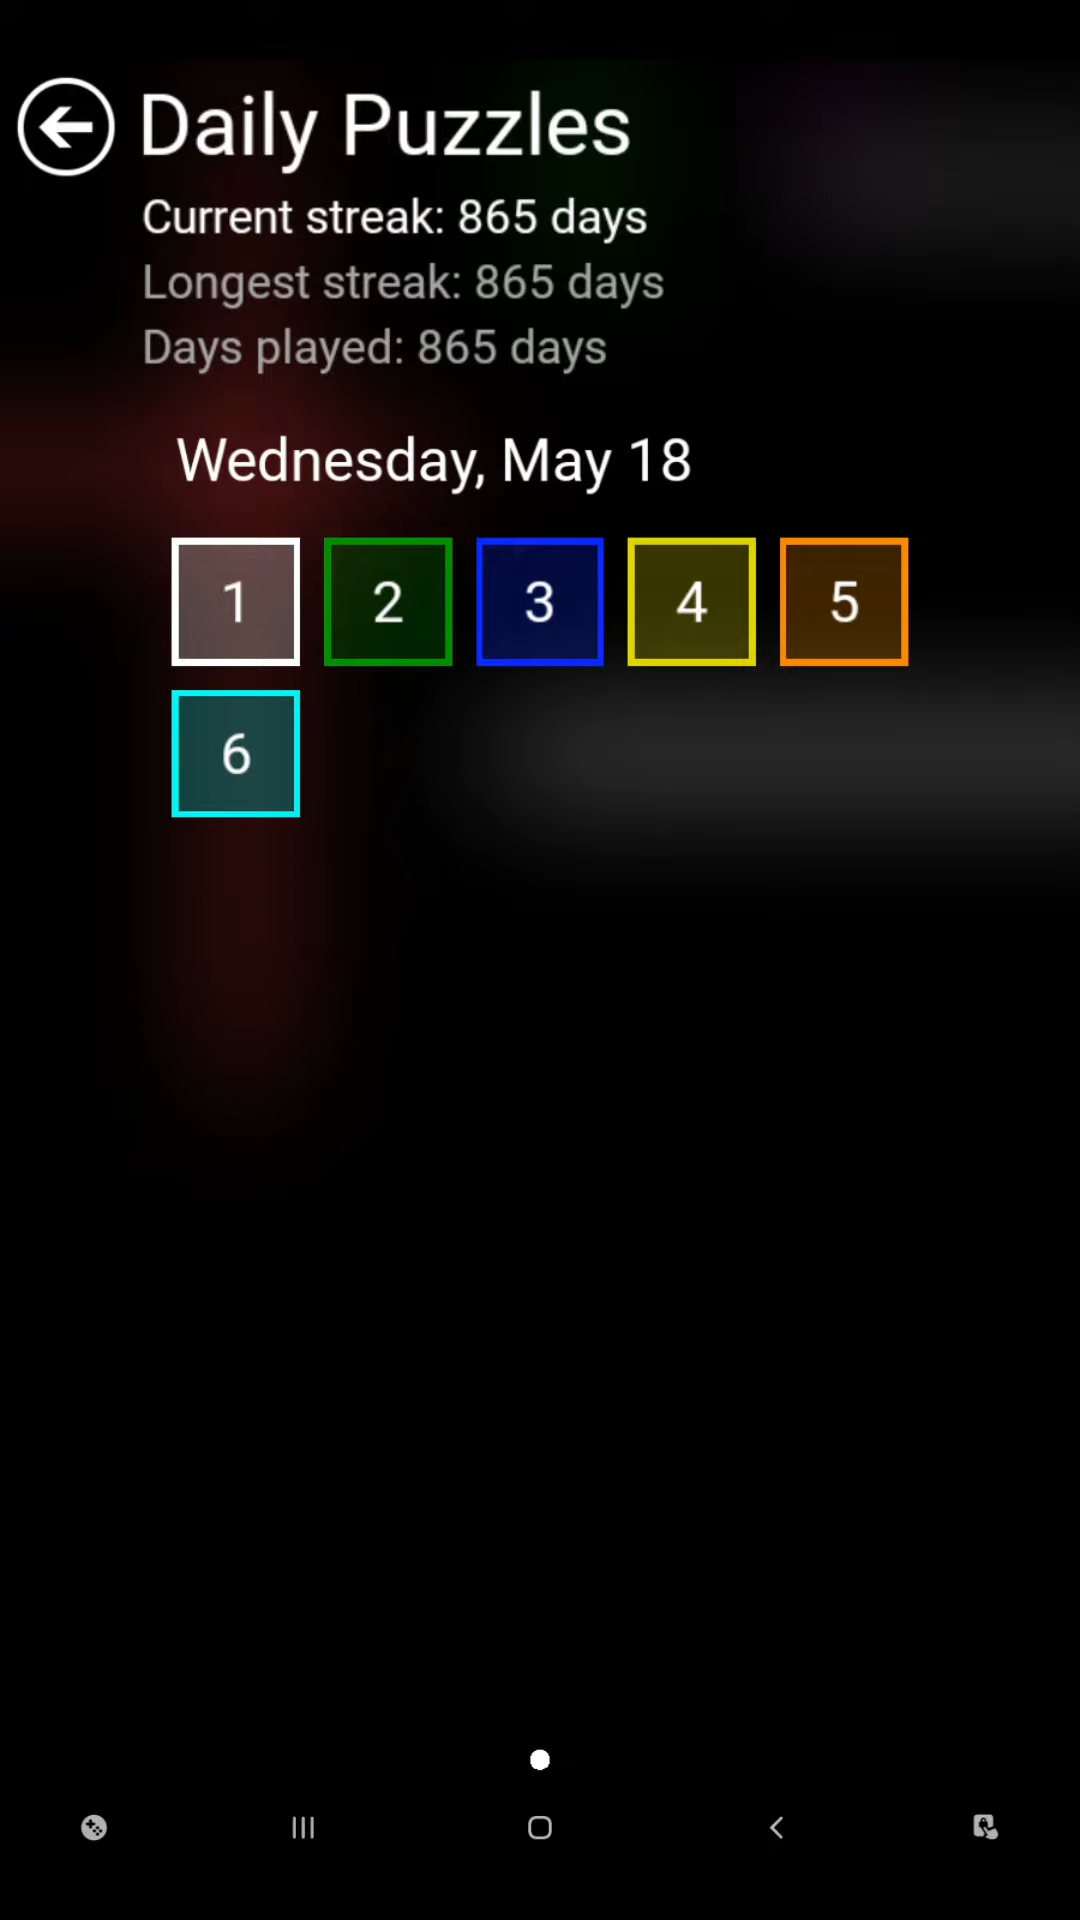 Daily Puzzles
Current streak: 865 days
Longest streak: 865 days
Days played: 865 days
Wednesday, May 18
1 2 3 4 5
6